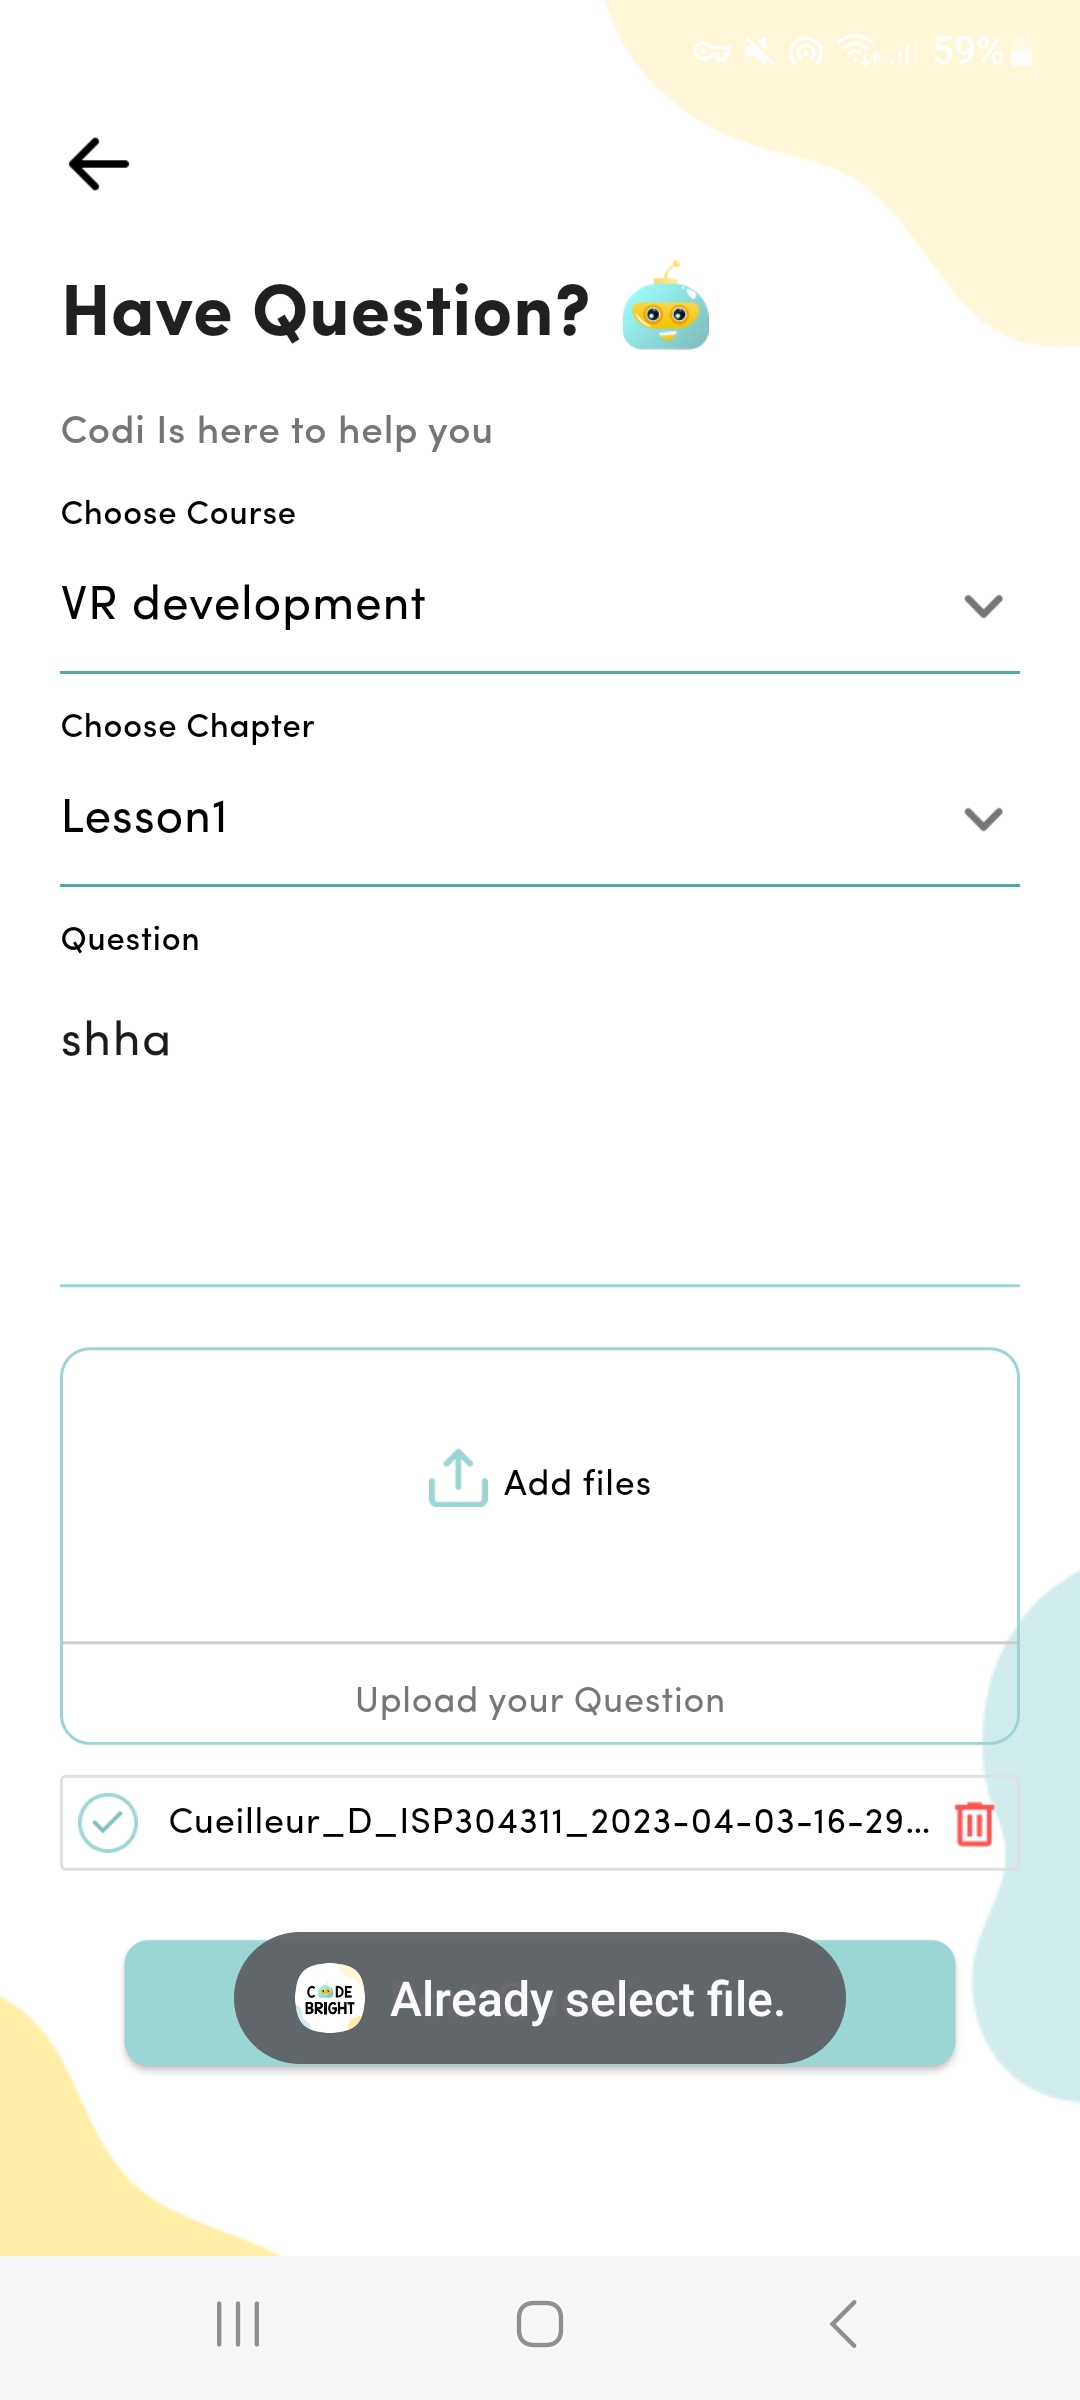 59%
Have Question?
Codi Is here to help you
Choose Course
VR development
Choose Chapter
Lesson1
Question
shha
Add files
Upload your Question
Cueilleur_D_ISP304311_2023-04-03-16-29...
CODE
BRIGHT
Already select file.